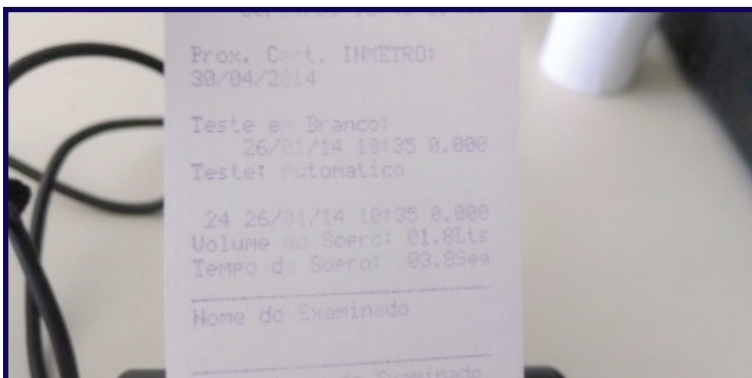 Prox. Cert. INMETRO:
30/04/2014
Teste em Branco:
26/01/14 10:35 0.000
Teste: Automatico
24 26/01/14 10:35 0.000
Volume do Sopro: 01.8Lts
Tempo do Sopro: 03.8Seg
Nome do Examinado
do Examinado